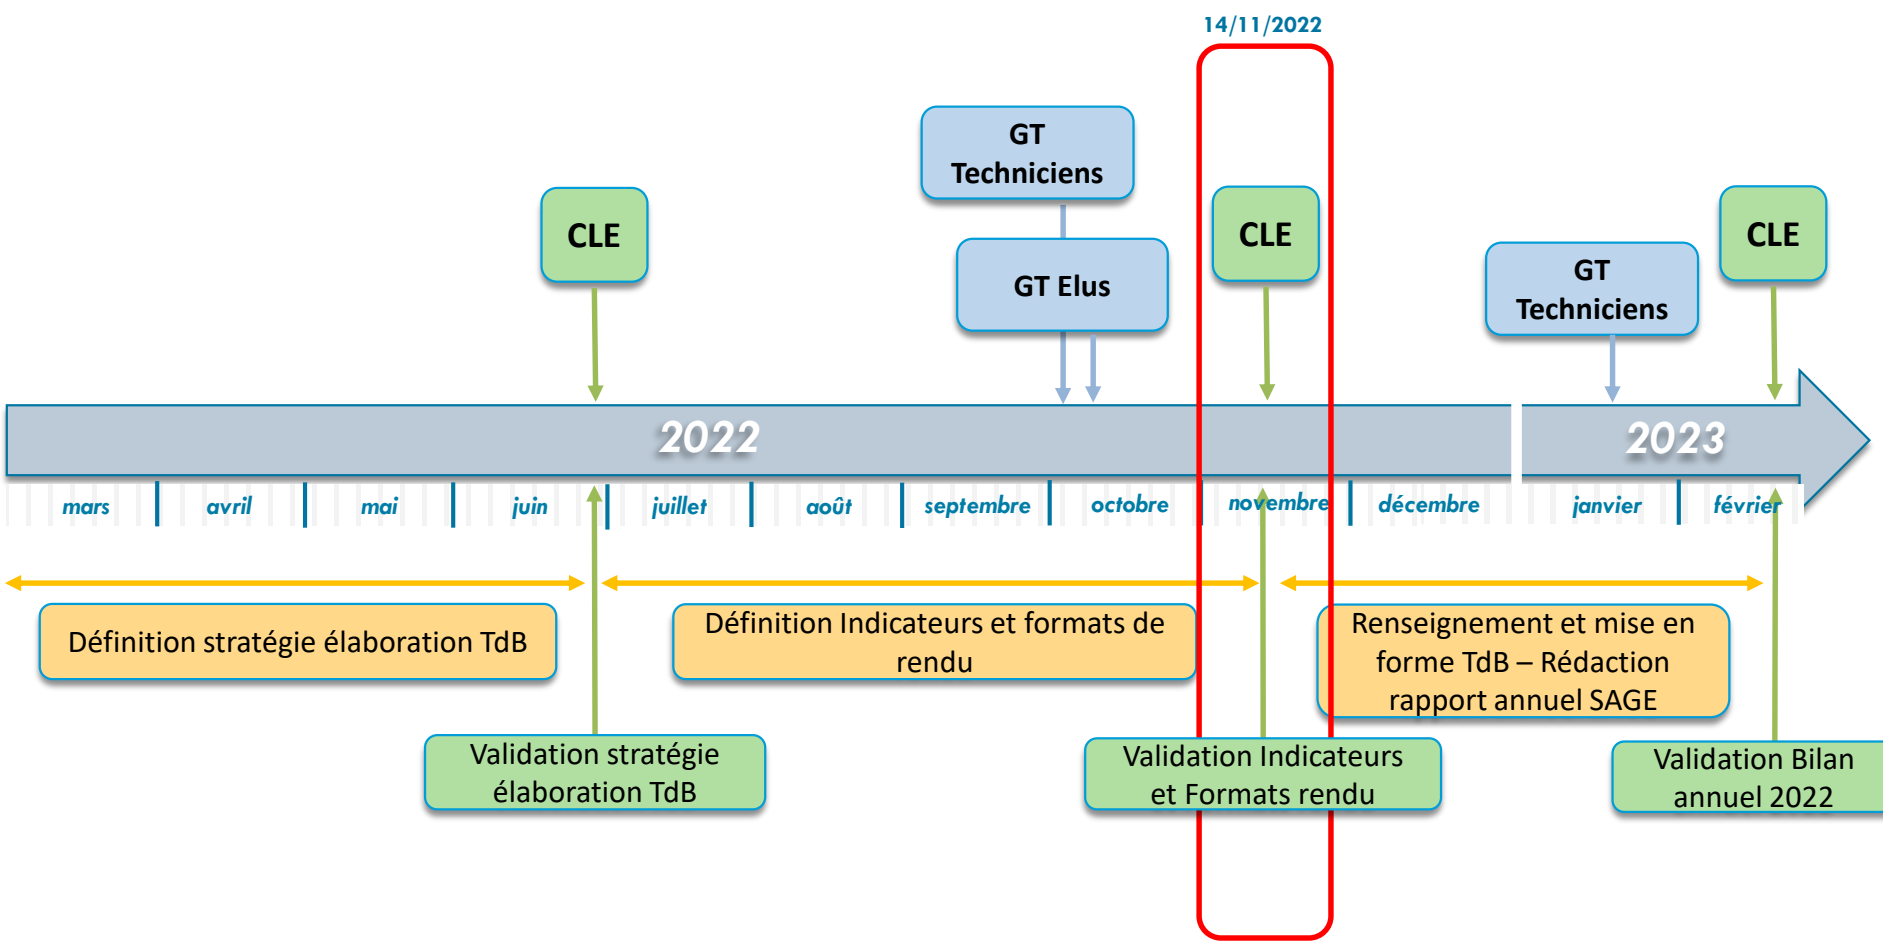 14/11/2022
GT
Techniciens
CLE
GT Elus
CLE
GT
Techniciens
CLE
2022
2023
mars
avril
mai
juin
juillet
août
septembre
octobre
novembre
décembre
janvier
février
Définition stratégie élaboration TdB
Définition Indicateurs et formats de
rendu
Renseignement et mise en
forme TdB – Rédaction
rapport annuel SAGE
Validation stratégie
élaboration TdB
Validation Indicateurs
et Formats rendu
Validation Bilan
annuel 2022